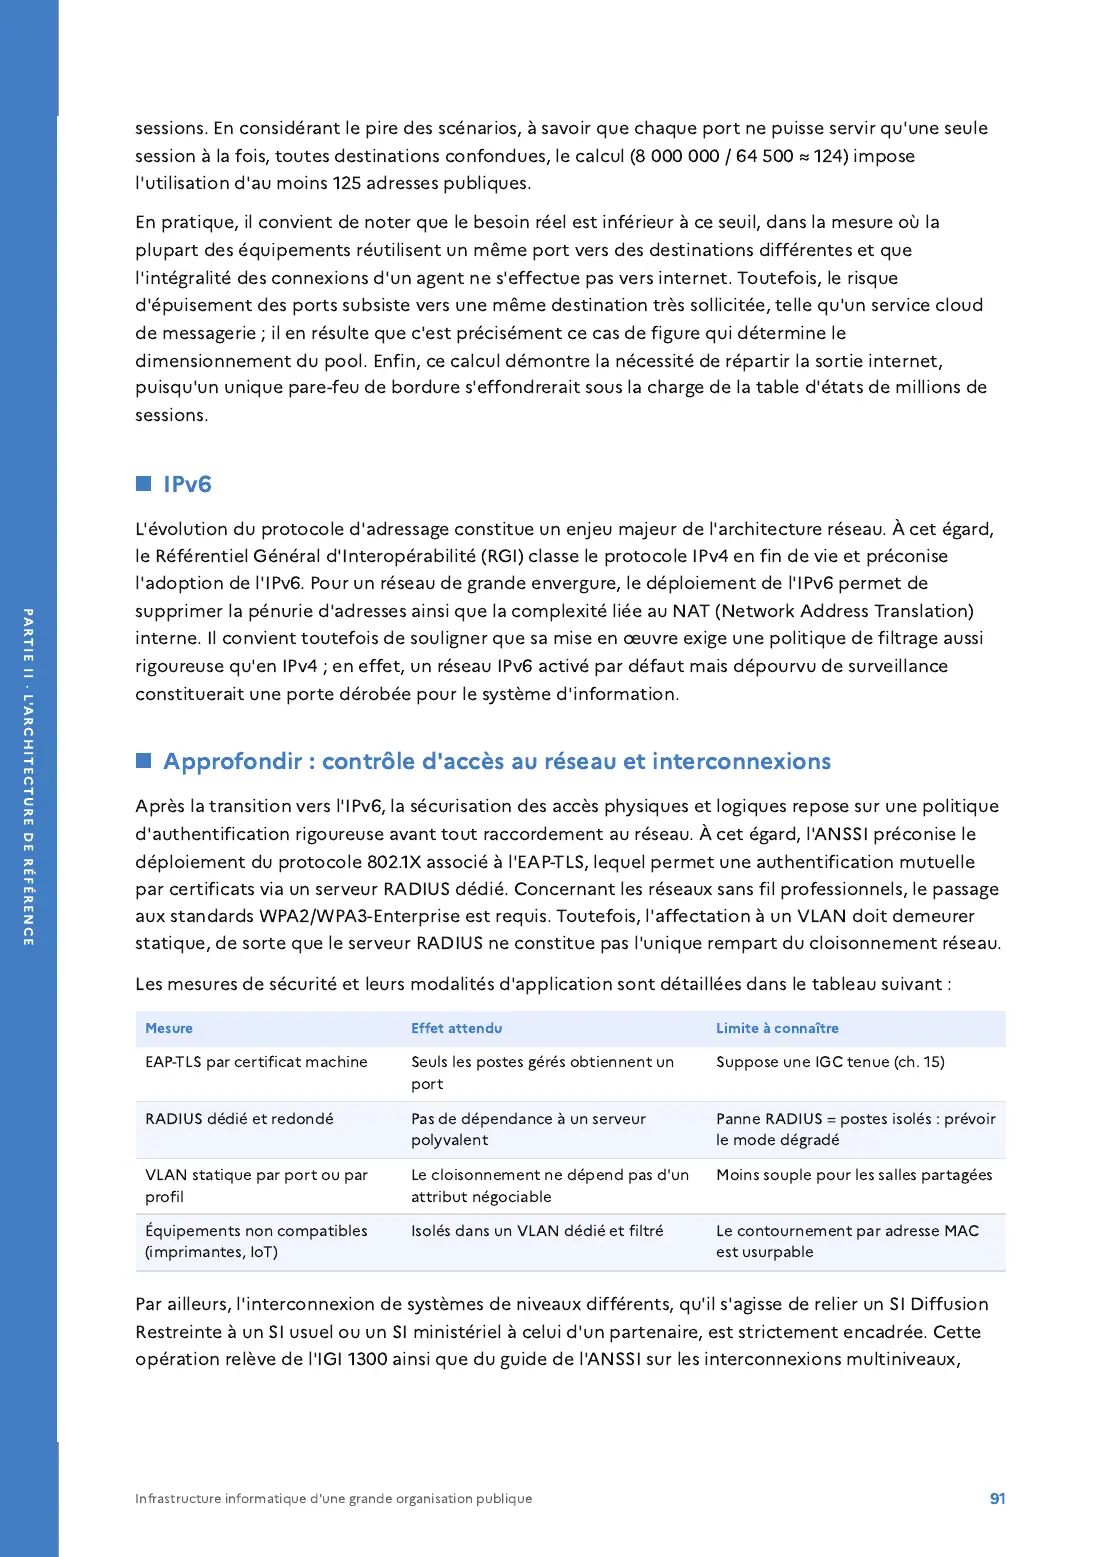 sessions. En considérant le pire des scénarios, à savoir que chaque port ne puisse servir qu'une seule
session à la fois, toutes destinations confondues, le calcul (8 000 000 / 64 500 ≈ 124) impose
l'utilisation d'au moins 125 adresses publiques.
En pratique, il convient de noter que le besoin réel est inférieur à ce seuil, dans la mesure où la
plupart des équipements réutilisent un même port vers des destinations différentes et que
l'intégralité des connexions d'un agent ne s'effectue pas vers internet. Toutefois, le risque
d'épuisement des ports subsiste vers une même destination très sollicitée, telle qu'un service cloud
de messagerie ; il en résulte que c'est précisément ce cas de figure qui détermine le
dimensionnement du pool. Enfin, ce calcul démontre la nécessité de répartir la sortie internet,
puisqu'un unique pare-feu de bordure s'effondrerait sous la charge de la table d'états de millions de
sessions.
■ IPv6
L'évolution du protocole d'adressage constitue un enjeu majeur de l'architecture réseau. À cet égard,
le Référentiel Général d'Interopérabilité (RGI) classe le protocole IPv4 en fin de vie et préconise
l'adoption de l'IPv6. Pour un réseau de grande envergure, le déploiement de l'IPv6 permet de
supprimer la pénurie d'adresses ainsi que la complexité liée au NAT (Network Address Translation)
interne. Il convient toutefois de souligner que sa mise en œuvre exige une politique de filtrage aussi
rigoureuse qu'en IPv4 ; en effet, un réseau IPv6 activé par défaut mais dépourvu de surveillance
constituerait une porte dérobée pour le système d'information.
■ Approfondir : contrôle d'accès au réseau et interconnexions
Après la transition vers l'IPv6, la sécurisation des accès physiques et logiques repose sur une politique
d'authentification rigoureuse avant tout raccordement au réseau. À cet égard, l'ANSSI préconise le
déploiement du protocole 802.1X associé à l'EAP-TLS, lequel permet une authentification mutuelle
par certificats via un serveur RADIUS dédié. Concernant les réseaux sans fil professionnels, le passage
aux standards WPA2/WPA3-Enterprise est requis. Toutefois, l'affectation à un VLAN doit demeurer
statique, de sorte que le serveur RADIUS ne constitue pas l'unique rempart du cloisonnement réseau.
Les mesures de sécurité et leurs modalités d'application sont détaillées dans le tableau suivant :
Mesure Effet attendu Limite à connaître
EAP-TLS par certificat machine Seuls les postes gérés obtiennent un Suppose une IGC tenue (ch. 15)
port
RADIUS dédié et redondé Pas de dépendance à un serveur Panne RADIUS = postes isolés : prévoir
polyvalent le mode dégradé
VLAN statique par port ou par Le cloisonnement ne dépend pas d'un Moins souple pour les salles partagées
profil attribut négociable
Équipements non compatibles Isolés dans un VLAN dédié et filtré Le contournement par adresse MAC
(imprimantes, IoT) est usurpable
Par ailleurs, l'interconnexion de systèmes de niveaux différents, qu'il s'agisse de relier un SI Diffusion
Restreinte à un SI usuel ou un SI ministériel à celui d'un partenaire, est strictement encadrée. Cette
opération relève de l'IGI 1300 ainsi que du guide de l'ANSSI sur les interconnexions multiniveaux,
Infrastructure informatique d'une grande organisation publique 91
PARTIE II · L'ARCHITECTURE DE RÉFÉRENCE